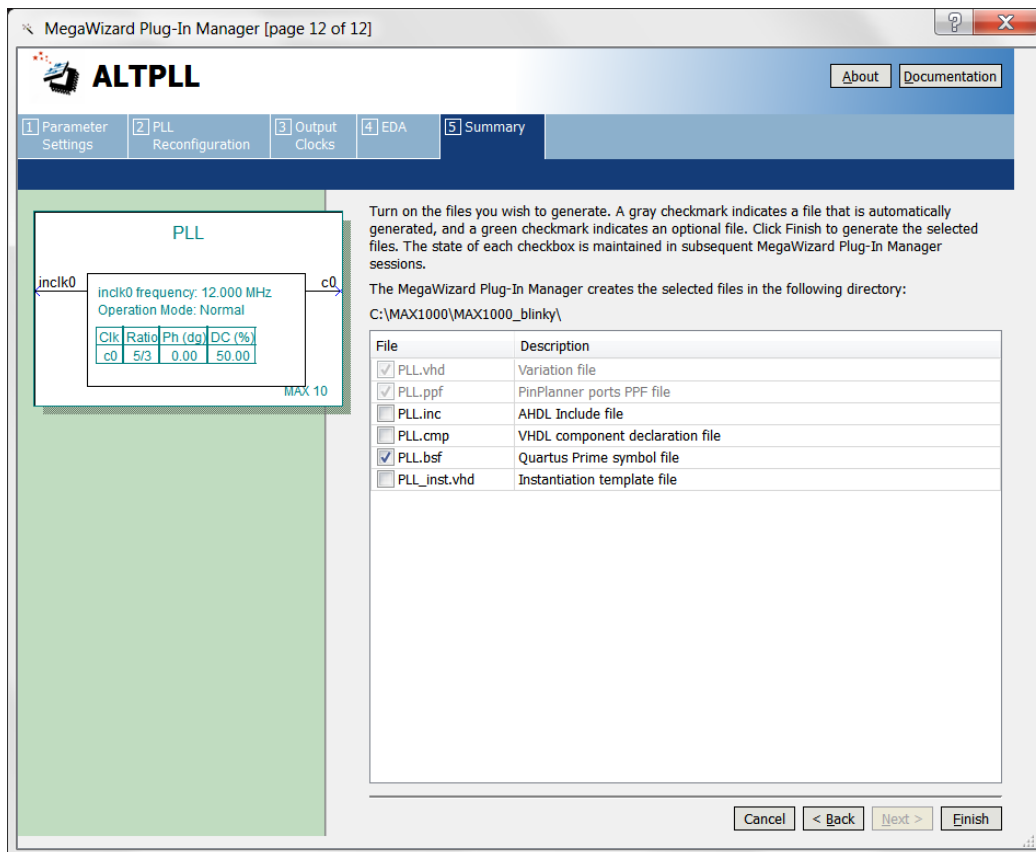 MegaWizard Plug-In Manager [page 12 of 12]
ALTPLL
About
Documentation
1 Parameter Settings
2 PLL Reconfiguration
3 Output Clocks
4 EDA
5 Summary
PLL
inclk0
c0
inclk0 frequency: 12.000 MHz
Operation Mode: Normal
Clk Ratio Ph (dg) DC (%)
c0 5/3 0.00 50.00
MAX 10
Turn on the files you wish to generate. A gray checkmark indicates a file that is automatically
generated, and a green checkmark indicates an optional file. Click Finish to generate the selected
files. The state of each checkbox is maintained in subsequent MegaWizard Plug-In Manager
sessions.
The MegaWizard Plug-In Manager creates the selected files in the following directory:
C:\MAX1000\MAX1000_blinky\
File Description
PLL.vhd Variation file
PLL.ppf PinPlanner ports PPF file
PLL.inc AHDL Include file
PLL.cmp VHDL component declaration file
PLL.bsf Quartus Prime symbol file
PLL_inst.vhd Instantiation template file
Cancel
< Back
Next >
Finish